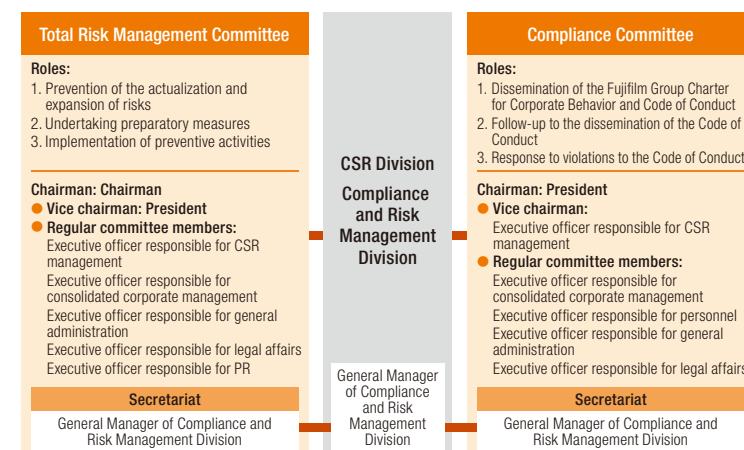 Total Risk Management Committee
Roles:
1. Prevention of the actualization and
expansion of risks
2. Undertaking preparatory measures
3. Implementation of preventive activities
Chairman: Chairman
● Vice chairman: President
● Regular committee members:
Executive officer responsible for CSR
management
Executive officer responsible for
consolidated corporate management
Executive officer responsible for general
administration
Executive officer responsible for legal affairs
Executive officer responsible for PR
Secretariat
General Manager of Compliance and
Risk Management Division
CSR Division
Compliance
and Risk
Management
Division
General Manager
of Compliance
and Risk
Management
Division
Compliance Committee
Roles:
1. Dissemination of the Fujifilm Group Charter
for Corporate Behavior and Code of Conduct
2. Follow-up to the dissemination of the Code of
Conduct
3. Response to violations to the Code of Conduct
Chairman: President
● Vice chairman:
Executive officer responsible for CSR
management
● Regular committee members:
Executive officer responsible for
consolidated corporate management
Executive officer responsible for personnel
Executive officer responsible for general
administration
Executive officer responsible for legal affairs
Secretariat
General Manager of Compliance and
Risk Management Division